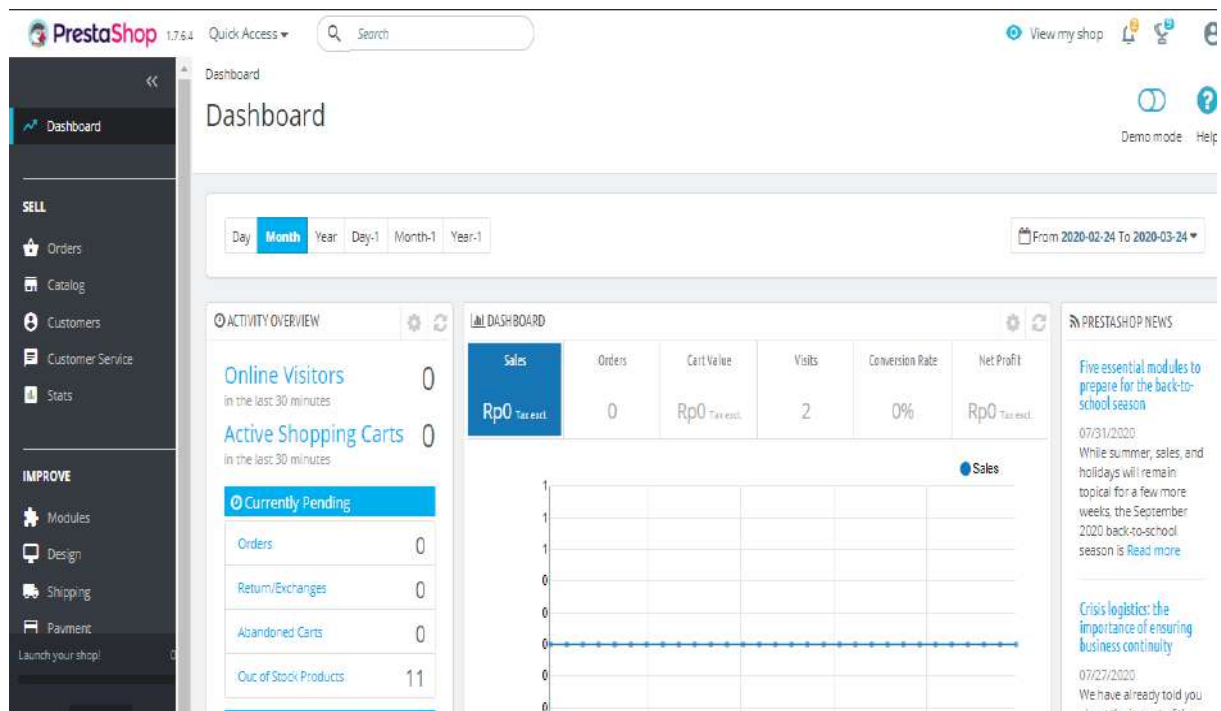 PrestaShop 1.7.6.4 Quick Access Search View my shop
Dashboard
Dashboard
Demo mode Help
Dashboard
SELL
Orders
Catalog
Customers
Customer Service
Stats
IMPROVE
Modules
Design
Shipping
Payment
Launch your shop!
Day Month Year Day-1 Month-1 Year-1
From 2020-02-24 To 2020-03-24
ACTIVITY OVERVIEW
Online Visitors 0
in the last 30 minutes
Active Shopping Carts 0
in the last 30 minutes
Currently Pending
Orders 0
Return/Exchanges 0
Abandoned Carts 0
Out of Stock Products 11
DASHBOARD
Sales Orders Cart Value Visits Conversion Rate Net Profit
Rp0 Tax excl. 0 Rp0 Tax excl. 2 0% Rp0 Tax excl.
Sales
1
1
1
0
0
0
0
0
PRESTASHOP NEWS
Five essential modules to
prepare for the back-to-
school season
07/31/2020
While summer, sales, and
holidays will remain
topical for a few more
weeks, the September
2020 back-to-school
season is Read more
Crisis logistics: the
importance of ensuring
business continuity
07/27/2020
We have already told you